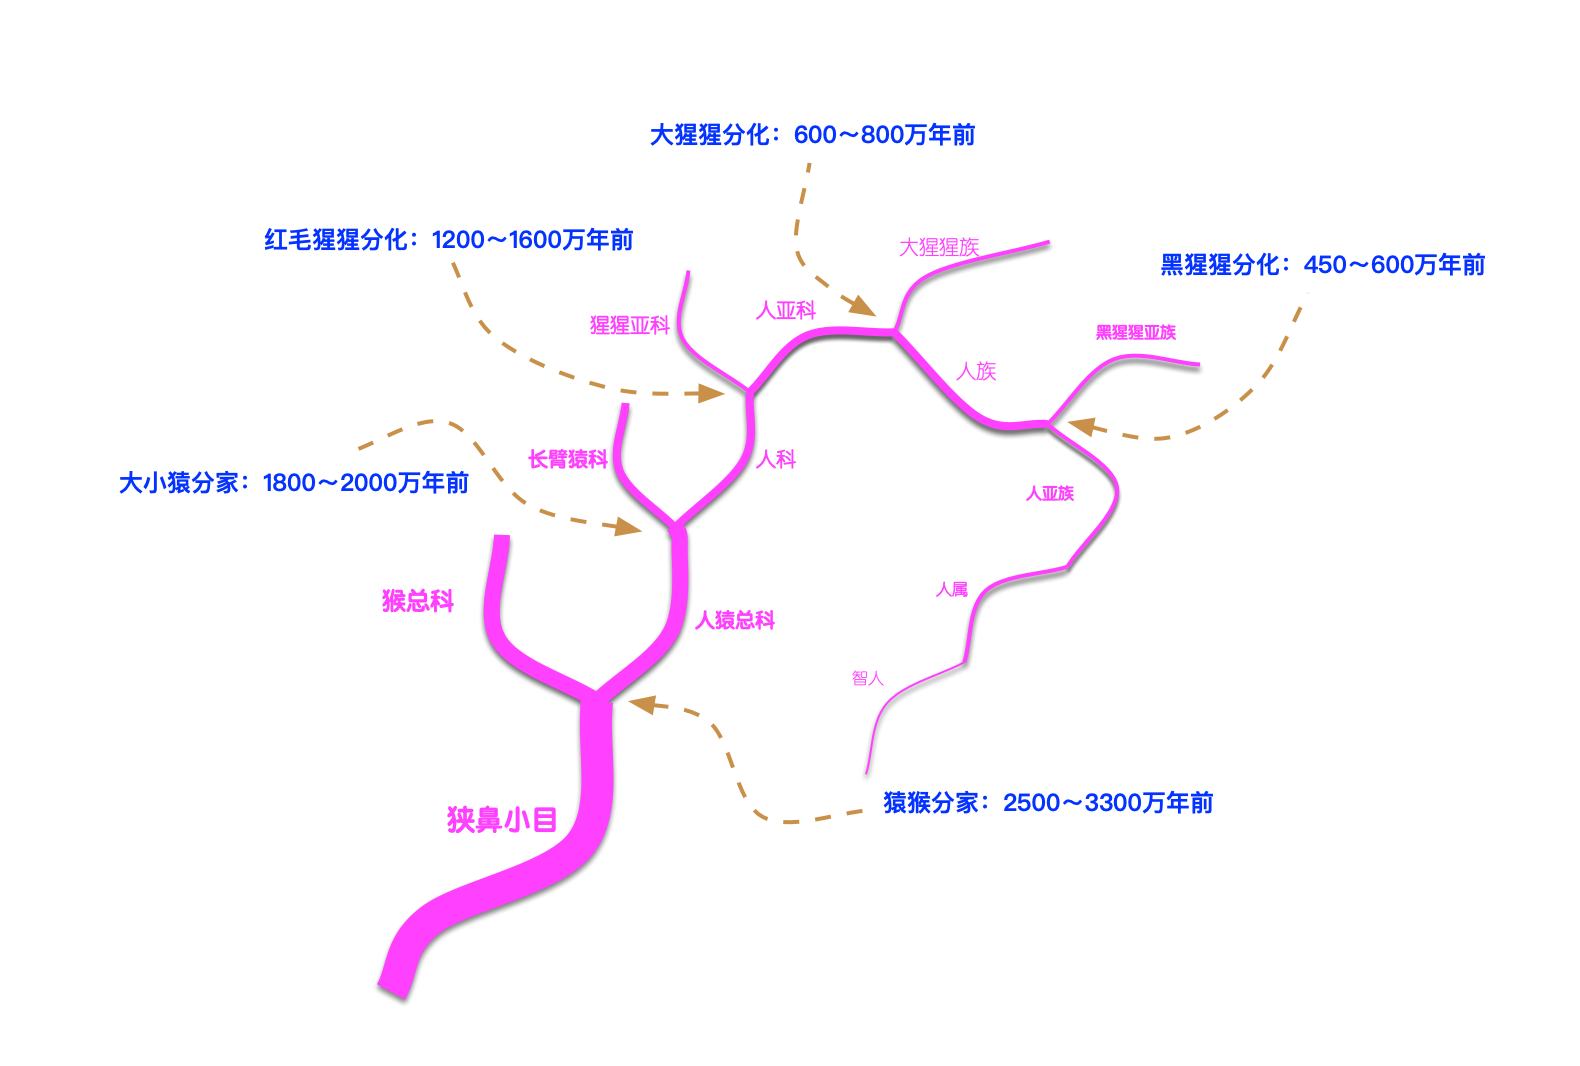 大猩猩分化：600～800万年前
红毛猩猩分化：1200～1600万年前
大猩猩族
黑猩猩分化：450～600万年前
人亚科
猩猩亚科
黑猩猩亚族
人族
长臂猿科
人科
大小猿分家：1800～2000万年前
人亚族
人属
猴总科
人猿总科
智人
猿猴分家：2500～3300万年前
狭鼻小目